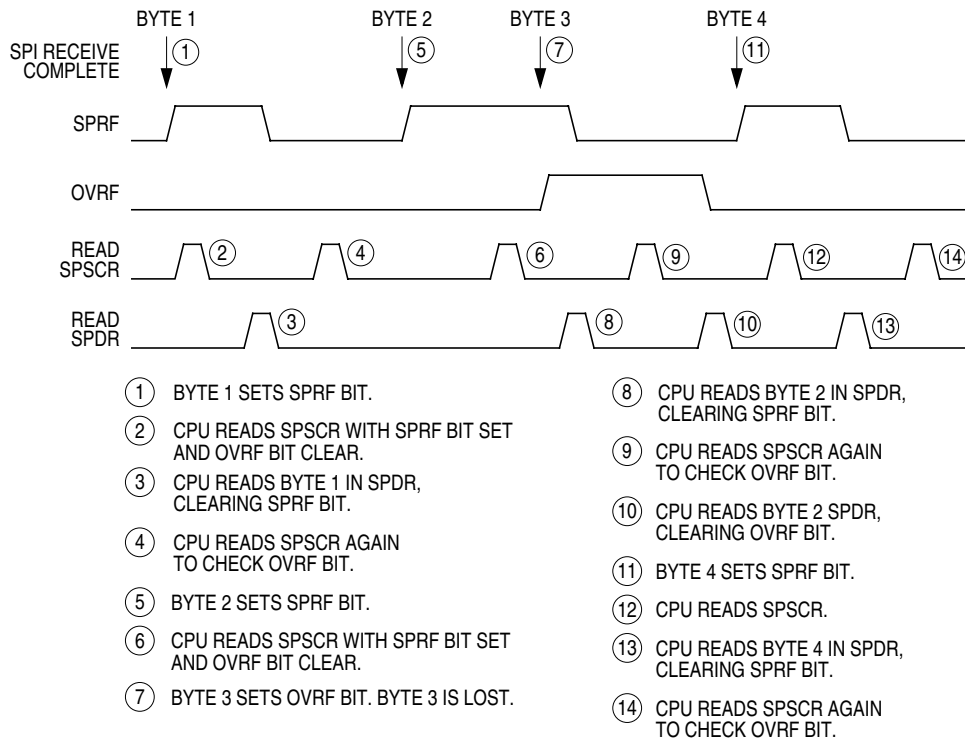 BYTE 1 BYTE 2 BYTE 3 BYTE 4
SPI RECEIVE
COMPLETE
1 5 7 11
SPRF
OVRF
READ
SPSCR
2 4 6 9 12 14
READ
SPDR
3 8 10 13
1 BYTE 1 SETS SPRF BIT.
2 CPU READS SPSCR WITH SPRF BIT SET
AND OVRF BIT CLEAR.
3 CPU READS BYTE 1 IN SPDR,
CLEARING SPRF BIT.
4 CPU READS SPSCR AGAIN
TO CHECK OVRF BIT.
5 BYTE 2 SETS SPRF BIT.
6 CPU READS SPSCR WITH SPRF BIT SET
AND OVRF BIT CLEAR.
7 BYTE 3 SETS OVRF BIT. BYTE 3 IS LOST.
8 CPU READS BYTE 2 IN SPDR,
CLEARING SPRF BIT.
9 CPU READS SPSCR AGAIN
TO CHECK OVRF BIT.
10 CPU READS BYTE 2 SPDR,
CLEARING OVRF BIT.
11 BYTE 4 SETS SPRF BIT.
12 CPU READS SPSCR.
13 CPU READS BYTE 4 IN SPDR,
CLEARING SPRF BIT.
14 CPU READS SPSCR AGAIN
TO CHECK OVRF BIT.